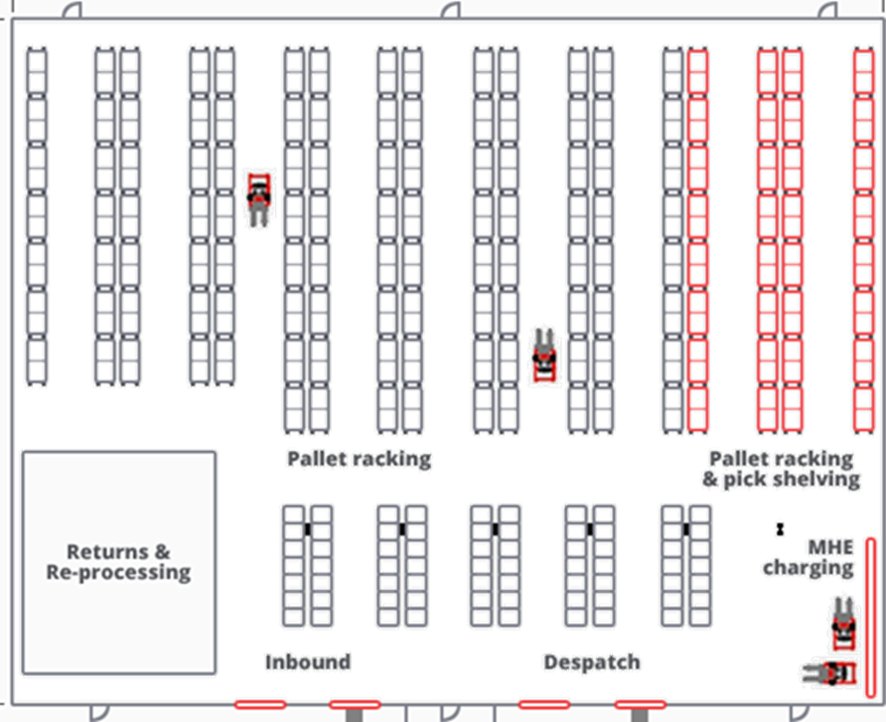 Pallet racking
Pallet racking
& pick shelving
Returns &
Re-processing
MHE
charging
Inbound
Despatch